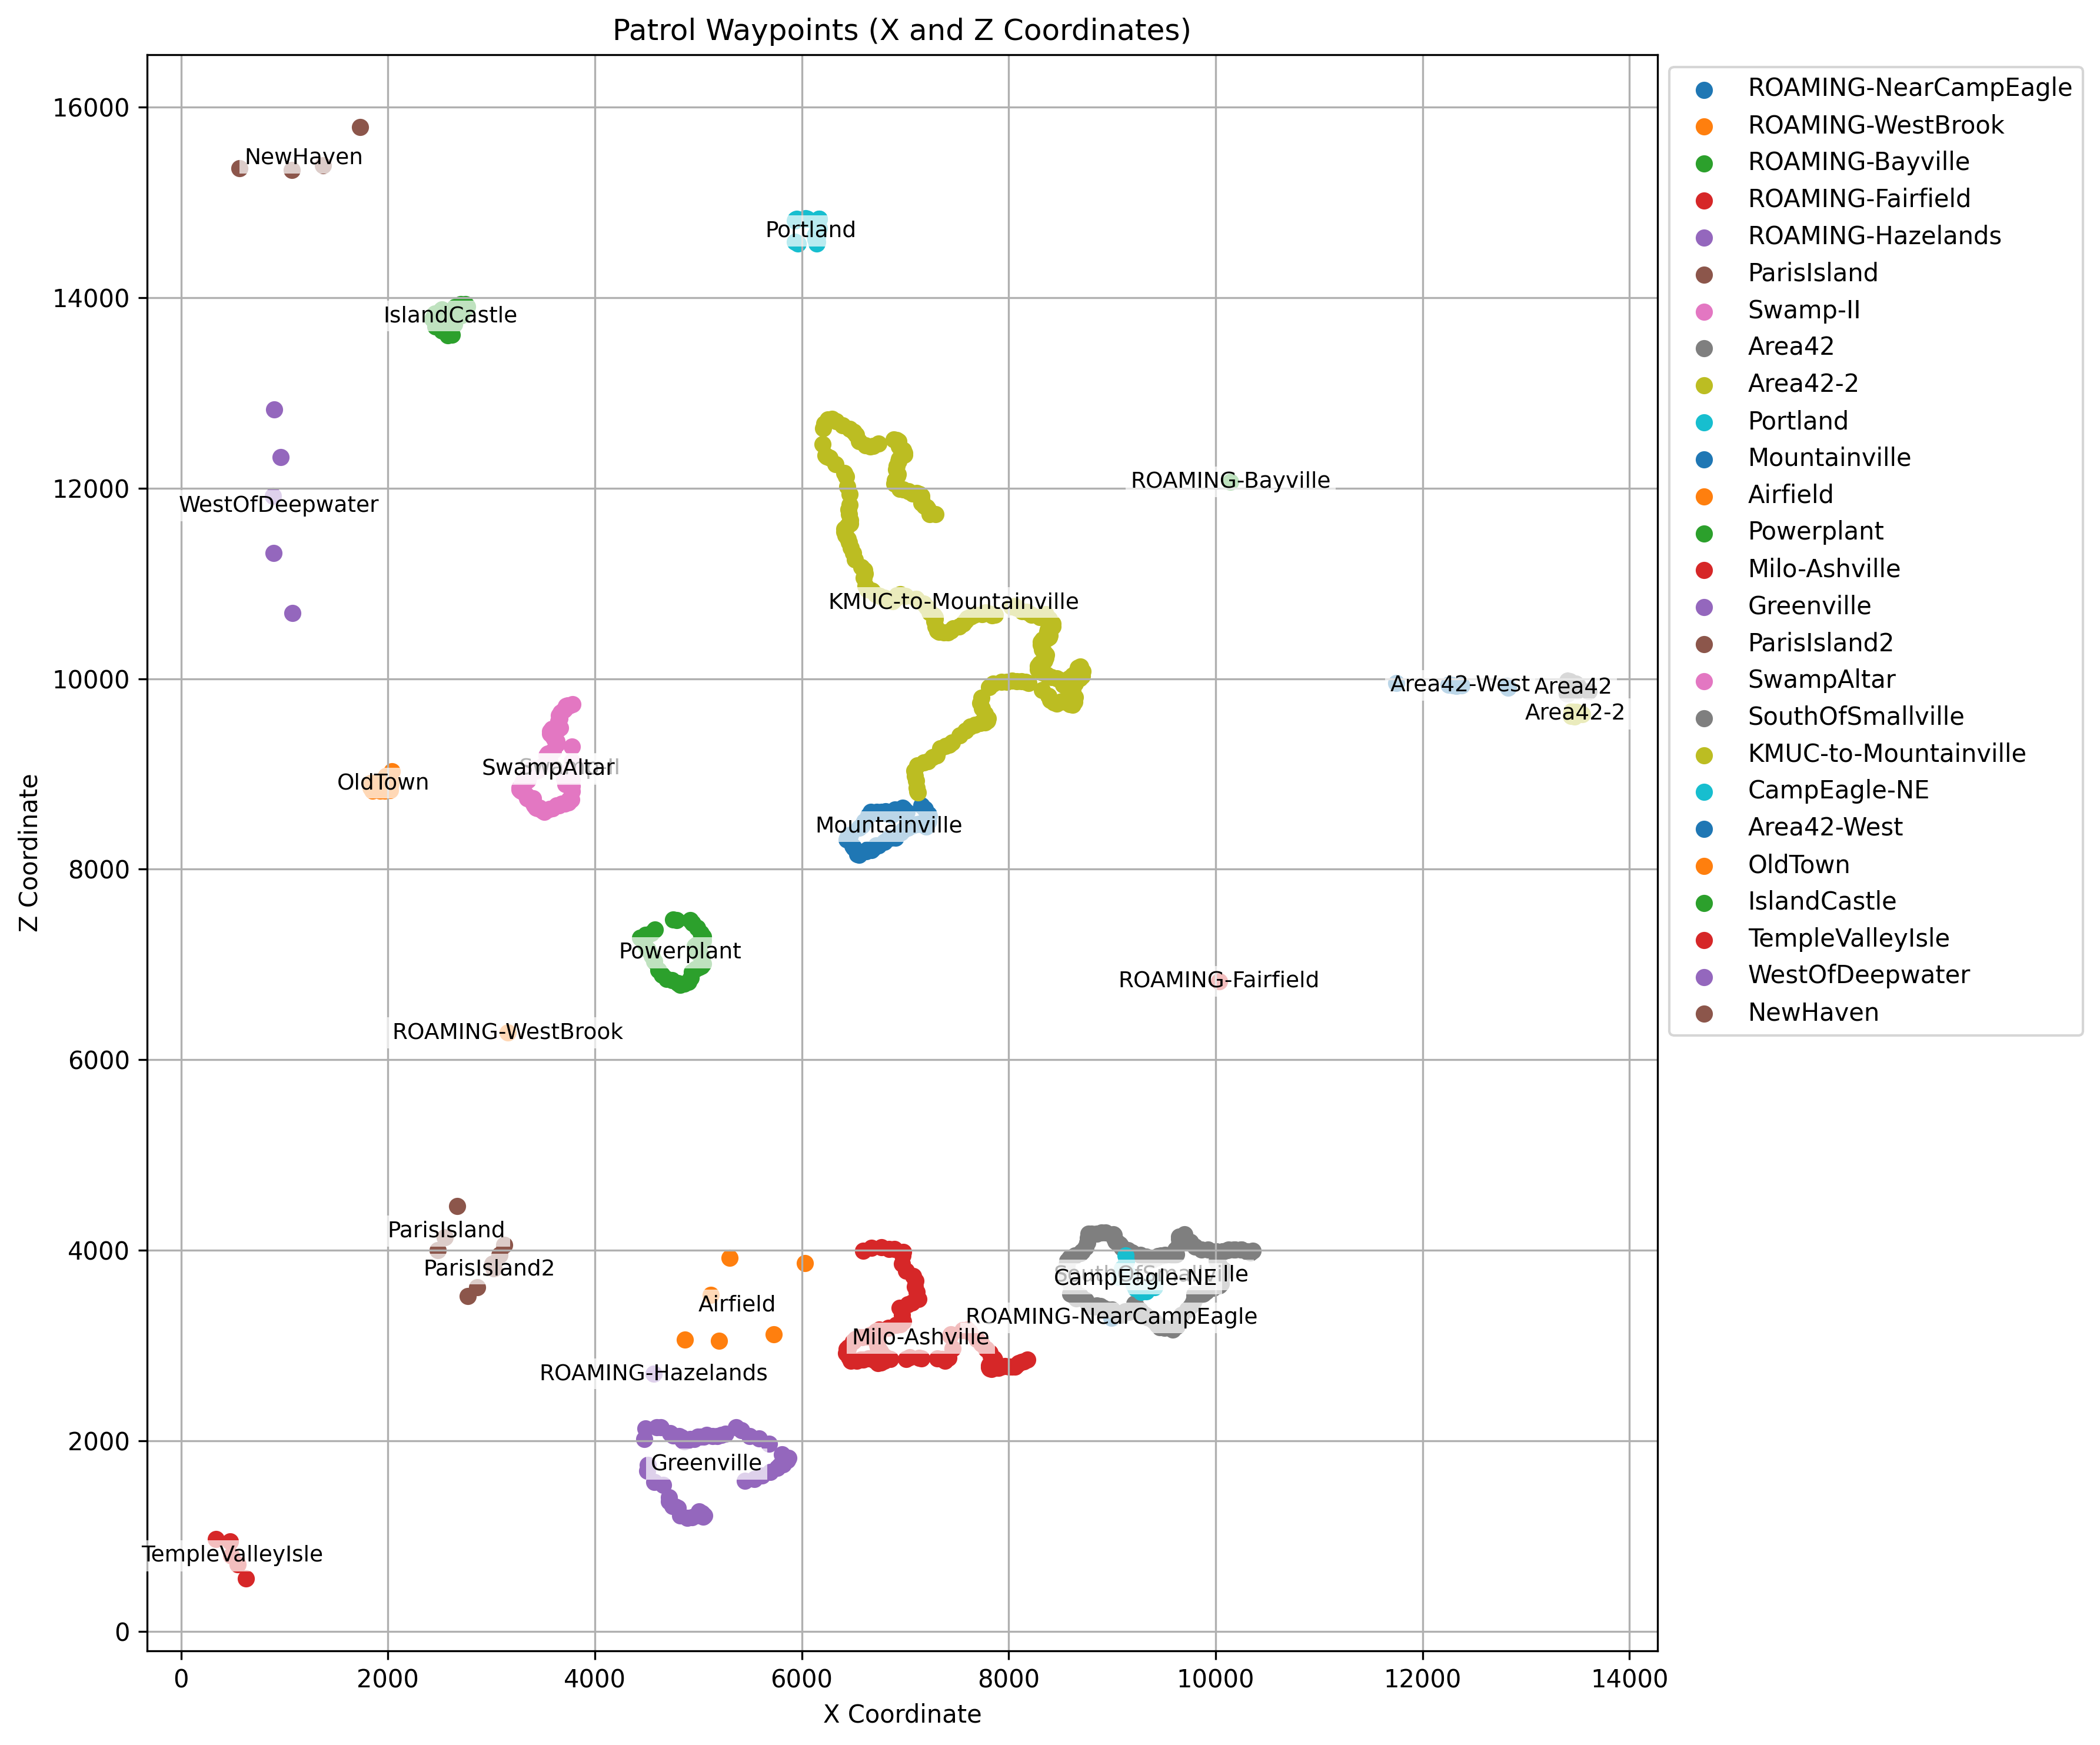 Patrol Waypoints (X and Z Coordinates)
Z Coordinate
16000
14000
12000
10000
8000
6000
4000
2000
0
0 2000 4000 6000 8000 10000 12000 14000
X Coordinate
NewHaven
Portland
IslandCastle
WestOfDeepwater
ROAMING-Bayville
KMUC-to-Mountainville
Area42-West
Area42
Area42-2
SwampAltar
Swamp-II
OldTown
Mountainville
Powerplant
ROAMING-Fairfield
ROAMING-WestBrook
ParisIsland
ParisIsland2
SouthOfSmallville
CampEagle-NE
Airfield
ROAMING-NearCampEagle
Milo-Ashville
ROAMING-Hazelands
Greenville
TempleValleyIsle
ROAMING-NearCampEagle
ROAMING-WestBrook
ROAMING-Bayville
ROAMING-Fairfield
ROAMING-Hazelands
ParisIsland
Swamp-II
Area42
Area42-2
Portland
Mountainville
Airfield
Powerplant
Milo-Ashville
Greenville
ParisIsland2
SwampAltar
SouthOfSmallville
KMUC-to-Mountainville
CampEagle-NE
Area42-West
OldTown
IslandCastle
TempleValleyIsle
WestOfDeepwater
NewHaven